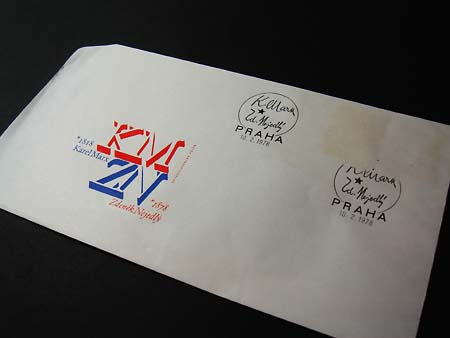 KM
ZN
*1818
Karel Marx
*1878
Zdeněk Nejedlý
K Marx
Zd. Nejedlý
PRAHA
10. 2. 1978
Zd. Nejedlý
PRAHA
10. 2. 1978